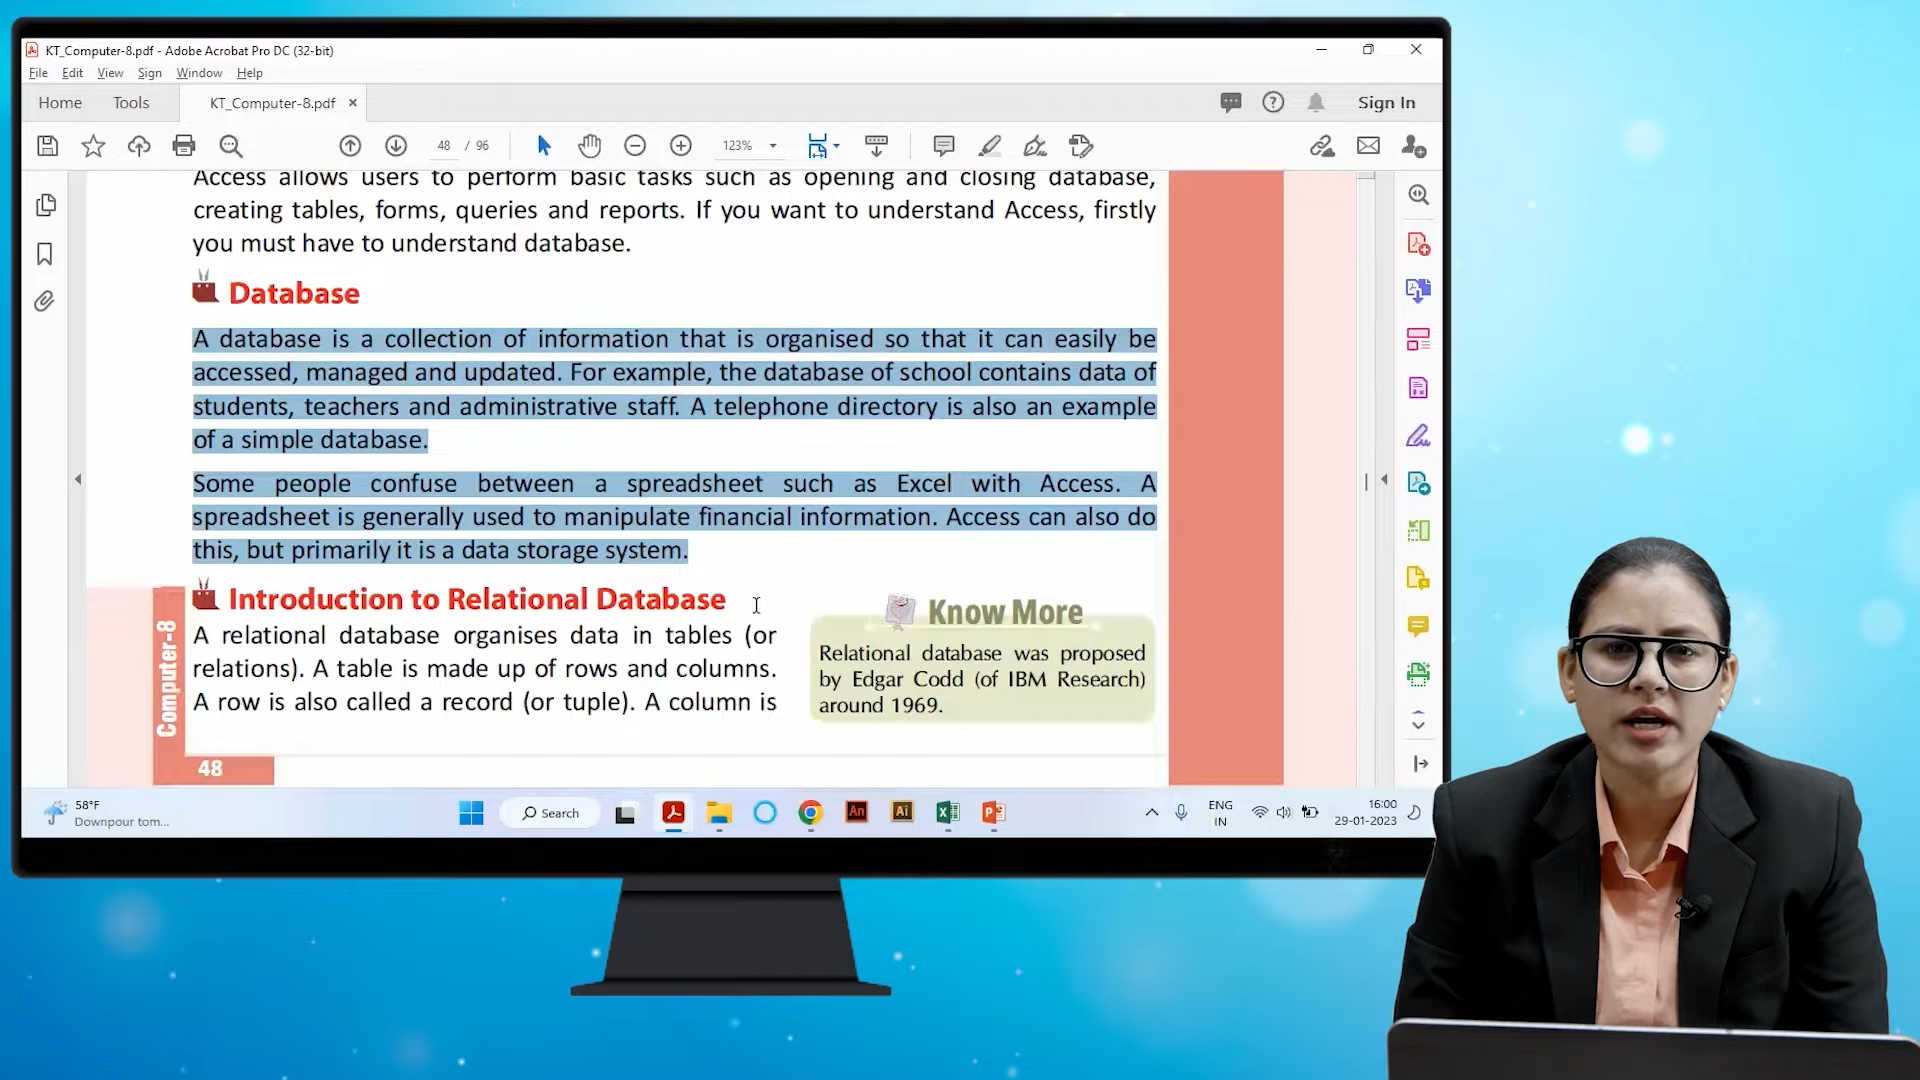 KT_Computer-8.pdf - Adobe Acrobat Pro DC (32-bit)
File Edit View Sign Window Help
Home Tools KT_Computer-8.pdf × Sign In
48 / 96 123%
Access allows users to perform basic tasks such as opening and closing database,
creating tables, forms, queries and reports. If you want to understand Access, firstly
you must have to understand database.
Database
A database is a collection of information that is organised so that it can easily be
accessed, managed and updated. For example, the database of school contains data of
students, teachers and administrative staff. A telephone directory is also an example
of a simple database.
Some people confuse between a spreadsheet such as Excel with Access. A
spreadsheet is generally used to manipulate financial information. Access can also do
this, but primarily it is a data storage system.
Introduction to Relational Database
A relational database organises data in tables (or
relations). A table is made up of rows and columns.
A row is also called a record (or tuple). A column is
Know More
Relational database was proposed
by Edgar Codd (of IBM Research)
around 1969.
Computer-8
48
58°F
Downpour tom...
Search
An
Ai
ENG
IN
16:00
29-01-2023